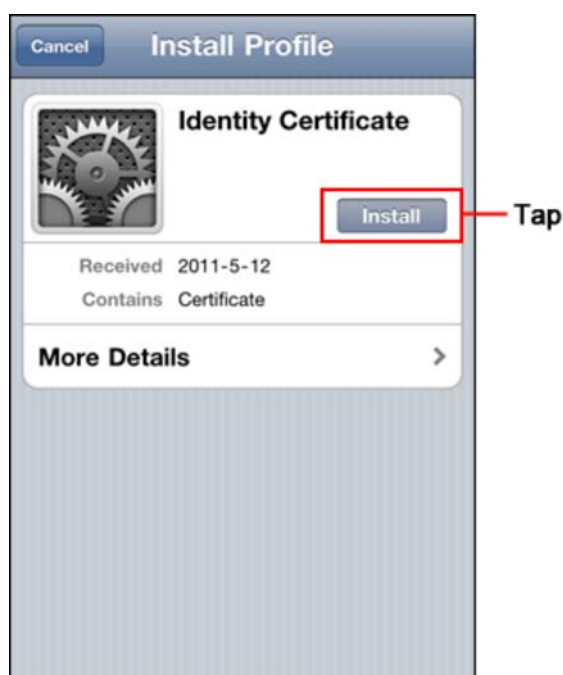 Cancel
Install Profile
Identity Certificate
Install
Tap
Received 2011-5-12
Contains Certificate
More Details